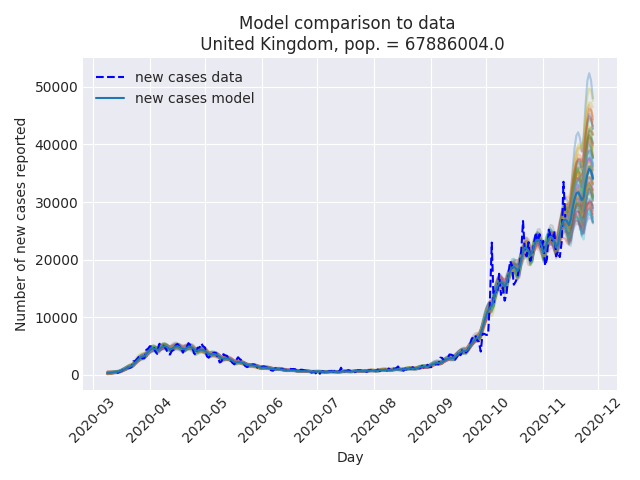 Model comparison to data
United Kingdom, pop. = 67886004.0
new cases data
new cases model
Number of new cases reported
50000
40000
30000
20000
10000
0
2020-03
2020-04
2020-05
2020-06
2020-07
2020-08
2020-09
2020-10
2020-11
2020-12
Day